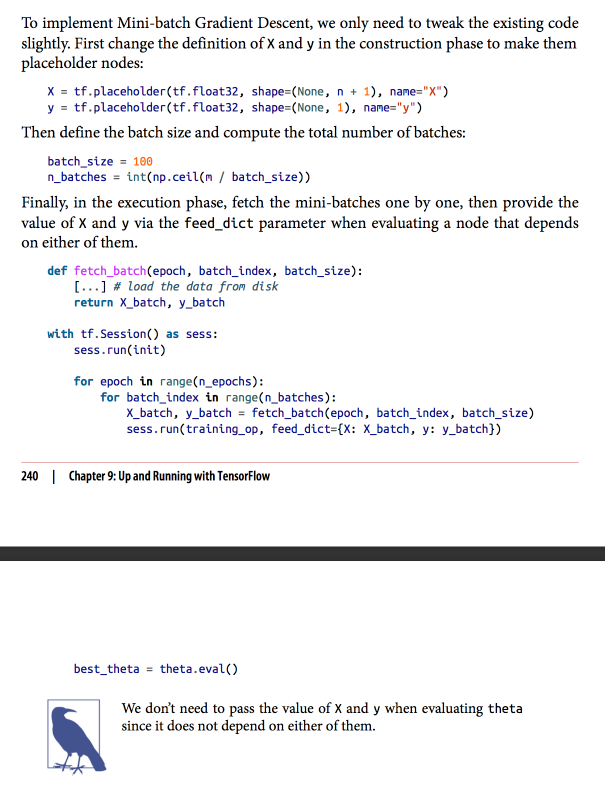 To implement Mini-batch Gradient Descent, we only need to tweak the existing code
slightly. First change the definition of X and y in the construction phase to make them
placeholder nodes:
X = tf.placeholder(tf.float32, shape=(None, n + 1), name="X")
y = tf.placeholder(tf.float32, shape=(None, 1), name="y")
Then define the batch size and compute the total number of batches:
batch_size = 100
n_batches = int(np.ceil(m / batch_size))
Finally, in the execution phase, fetch the mini-batches one by one, then provide the
value of X and y via the feed_dict parameter when evaluating a node that depends
on either of them.
def fetch_batch(epoch, batch_index, batch_size):
    [...] # load the data from disk
    return X_batch, y_batch
with tf.Session() as sess:
    sess.run(init)
    for epoch in range(n_epochs):
        for batch_index in range(n_batches):
            X_batch, y_batch = fetch_batch(epoch, batch_index, batch_size)
            sess.run(training_op, feed_dict={X: X_batch, y: y_batch})
240 | Chapter 9: Up and Running with TensorFlow
    best_theta = theta.eval()
We don't need to pass the value of X and y when evaluating theta
since it does not depend on either of them.